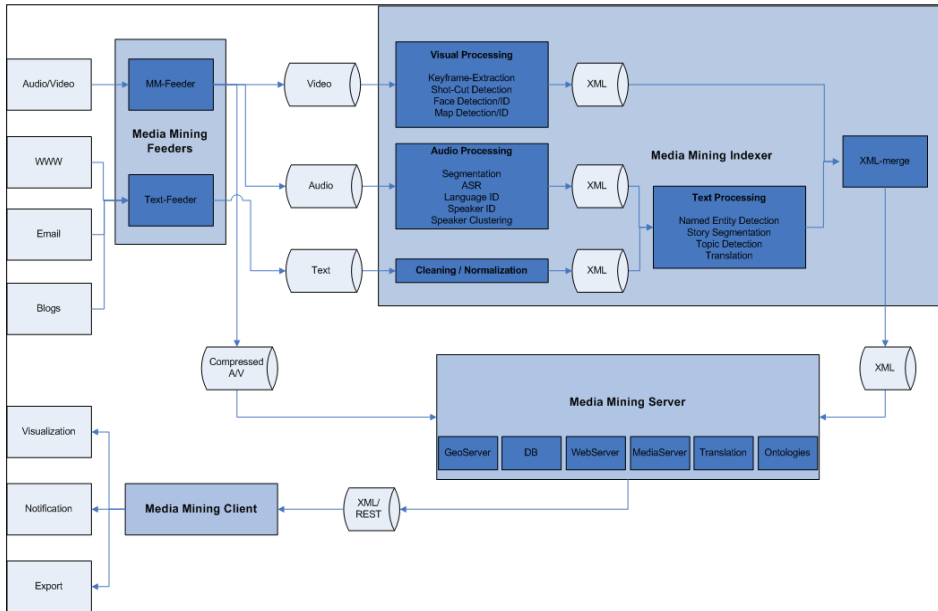 Audio/Video
WWW
Email
Blogs
MM-Feeder
Media Mining
Feeders
Text-Feeder
Video
Audio
Text
Visual Processing
Keyframe-Extraction
Shot-Cut Detection
Face Detection/ID
Map Detection/ID
XML
Audio Processing
Segmentation
ASR
Language ID
Speaker ID
Speaker Clustering
XML
Cleaning / Normalization
XML
Media Mining Indexer
Text Processing
Named Entity Detection
Story Segmentation
Topic Detection
Translation
XML-merge
Compressed
A/V
XML
Media Mining Server
GeoServer
DB
WebServer
MediaServer
Translation
Ontologies
XML/
REST
Media Mining Client
Visualization
Notification
Export